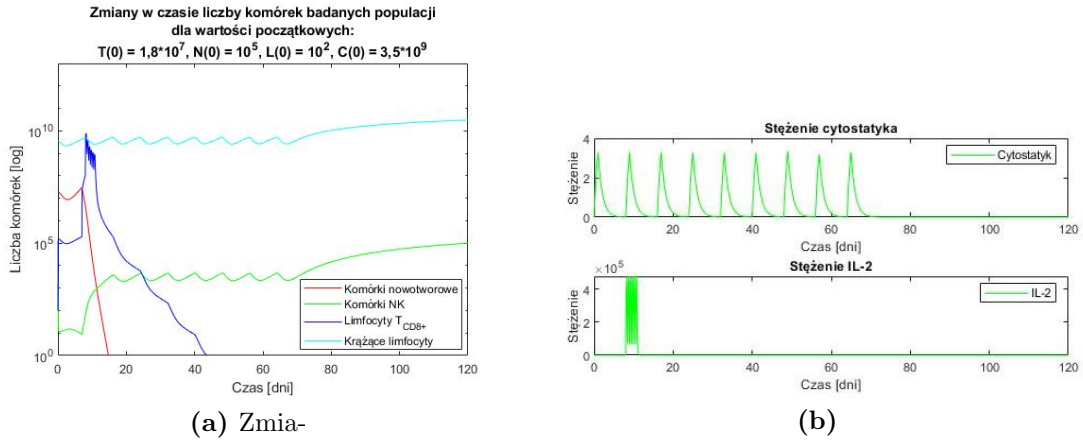 Zmiany w czasie liczby komórek badanych populacji
dla wartości początkowych:
T(0) = 1,8*10^7, N(0) = 10^5, L(0) = 10^2, C(0) = 3,5*10^9
10^10
10^5
10^0
Liczba komórek [log]
Komórki nowotworowe
Komórki NK
Limfocyty T_CD8+
Krążące limfocyty
0 20 40 60 80 100 120
Czas [dni]
(a) Zmia-
Stężenie cytostatyka
4
2
0
Stężenie
Cytostatyk
0 20 40 60 80 100 120
Czas [dni]
Stężenie IL-2
×10^5
4
2
0
Stężenie
IL-2
0 20 40 60 80 100 120
Czas [dni]
(b)